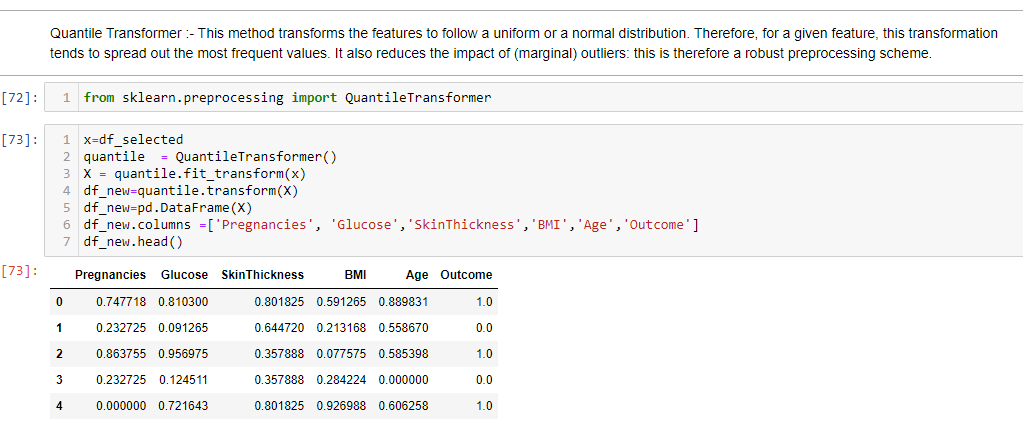 Quantile Transformer :- This method transforms the features to follow a uniform or a normal distribution. Therefore, for a given feature, this transformation
tends to spread out the most frequent values. It also reduces the impact of (marginal) outliers: this is therefore a robust preprocessing scheme.
[72]: 1 from sklearn.preprocessing import QuantileTransformer
[73]: 1 x=df_selected
2 quantile  = QuantileTransformer()
3 X = quantile.fit_transform(x)
4 df_new=quantile.transform(X)
5 df_new=pd.DataFrame(X)
6 df_new.columns =['Pregnancies', 'Glucose','SkinThickness','BMI','Age','Outcome']
7 df_new.head()
[73]: Pregnancies Glucose SkinThickness BMI Age Outcome
0 0.747718 0.810300 0.801825 0.591265 0.889831 1.0
1 0.232725 0.091265 0.644720 0.213168 0.558670 0.0
2 0.863755 0.956975 0.357888 0.077575 0.585398 1.0
3 0.232725 0.124511 0.357888 0.284224 0.000000 0.0
4 0.000000 0.721643 0.801825 0.926988 0.606258 1.0